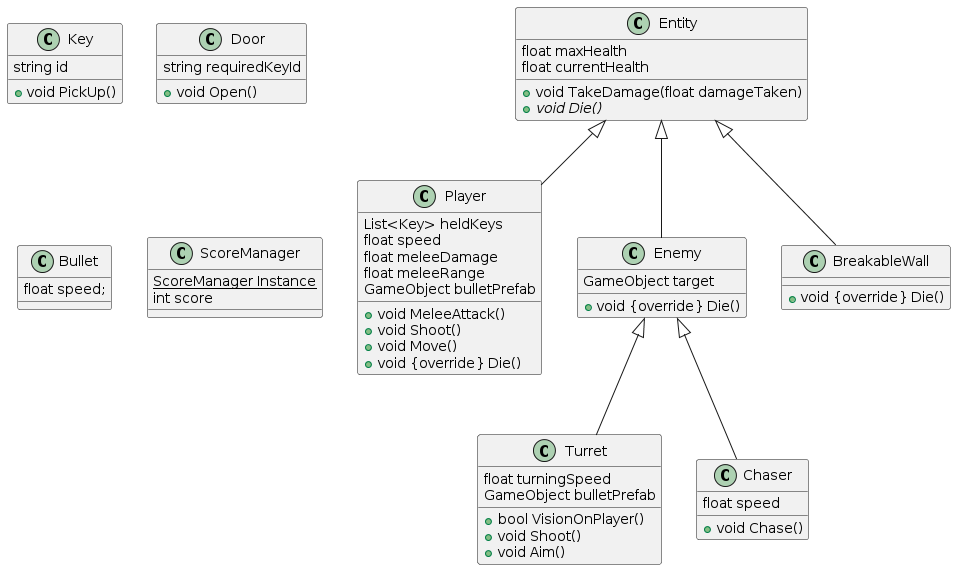 C Key
string id
void PickUp()
C Door
string requiredKeyId
void Open()
C Entity
float maxHealth
float currentHealth
void TakeDamage(float damageTaken)
void Die()
C Player
List<Key> heldKeys
float speed
float meleeDamage
float meleeRange
GameObject bulletPrefab
void MeleeAttack()
void Shoot()
void Move()
void {override} Die()
C Bullet
float speed;
C ScoreManager
ScoreManager Instance
int score
C Enemy
GameObject target
void {override} Die()
C BreakableWall
void {override} Die()
C Turret
float turningSpeed
GameObject bulletPrefab
bool VisionOnPlayer()
void Shoot()
void Aim()
C Chaser
float speed
void Chase()